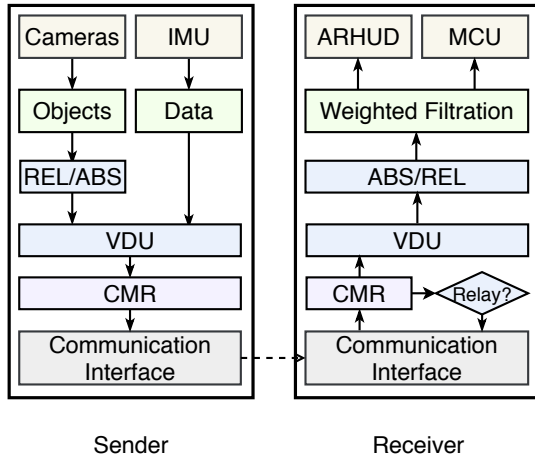 Cameras IMU
Objects Data
REL/ABS
VDU
CMR
Communication
Interface
Sender
ARHUD MCU
Weighted Filtration
ABS/REL
VDU
CMR Relay?
Communication
Interface
Receiver